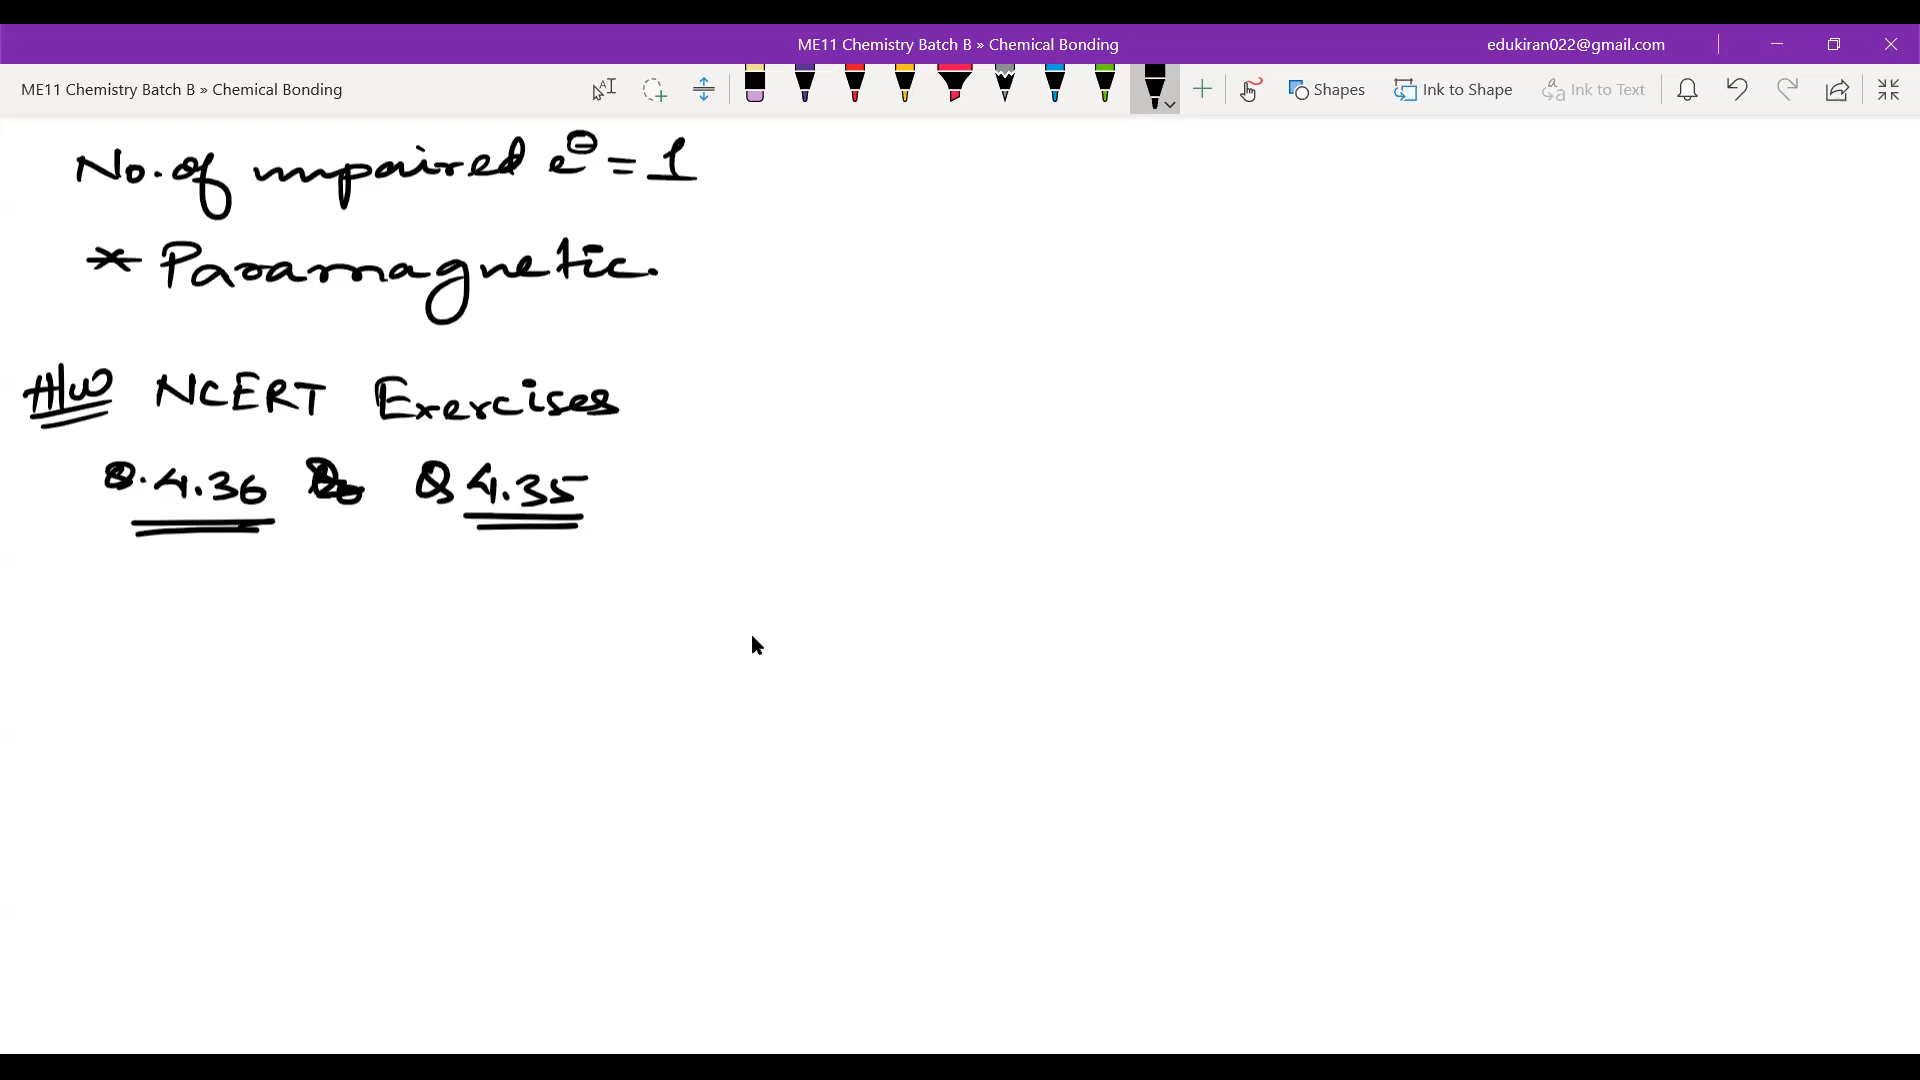 ME11 Chemistry Batch B » Chemical Bonding
edukiran022@gmail.com
ME11 Chemistry Batch B » Chemical Bonding
Shapes
Ink to Shape
Ink to Text
No. of unpaired e⊖ = 1
* Paramagnetic.
H/W NCERT Exercises
Q. 4.36 Q 4.35